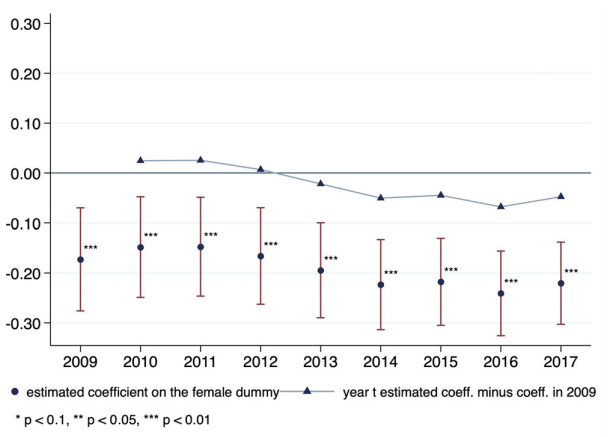 0.30
0.20
0.10
0.00
-0.10
-0.20
-0.30
*** *** *** *** *** *** *** *** ***
2009 2010 2011 2012 2013 2014 2015 2016 2017
estimated coefficient on the female dummy year t estimated coeff. minus coeff. in 2009
* p < 0.1, ** p < 0.05, *** p < 0.01